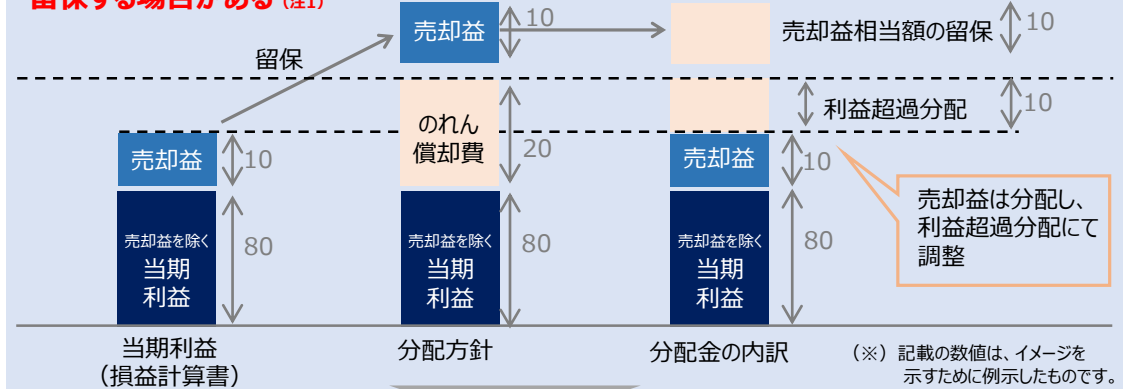 留保する場合がある（注1）
売却益
10
売却益相当額の留保
10
留保
のれん
償却費
20
利益超過分配
10
売却益
10
売却益
10
売却益は分配し、
利益超過分配にて
調整
売却益を除く
当期
利益
80
売却益を除く
当期
利益
80
売却益を除く
当期
利益
80
当期利益
（損益計算書）
分配方針
分配金の内訳
（※）記載の数値は、イメージを
示すために例示したものです。